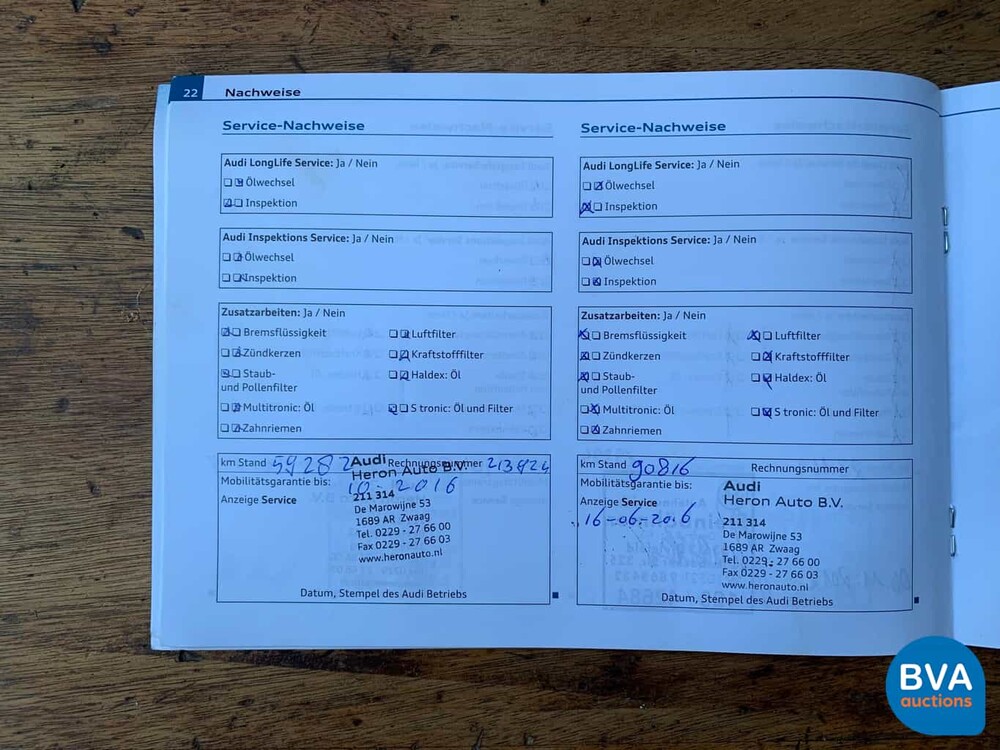 22 Nachweise
Service-Nachweise
Audi LongLife Service: Ja / Nein
Ölwechsel
Inspektion
Audi Inspektions Service: Ja / Nein
Ölwechsel
Inspektion
Zusatzarbeiten: Ja / Nein
Bremsflüssigkeit Luftfilter
Zündkerzen Kraftstofffilter
Staub- Haldex: Öl
und Pollenfilter
Multitronic: Öl S tronic: Öl und Filter
Zahnriemen
km Stand 59282 Rechnungsnummer
Mobilitätsgarantie bis: 10-2016
Anzeige Service
Audi
Heron Auto B.V.
211 314
De Marowijne 53
1689 AR Zwaag
Tel. 0229 - 27 66 00
Fax 0229 - 27 66 03
www.heronauto.nl
Datum, Stempel des Audi Betriebs
Service-Nachweise
Audi LongLife Service: Ja / Nein
Ölwechsel
Inspektion
Audi Inspektions Service: Ja / Nein
Ölwechsel
Inspektion
Zusatzarbeiten: Ja / Nein
Bremsflüssigkeit Luftfilter
Zündkerzen Kraftstofffilter
Staub- Haldex: Öl
und Pollenfilter
Multitronic: Öl S tronic: Öl und Filter
Zahnriemen
km Stand 90816 Rechnungsnummer
Mobilitätsgarantie bis:
Anzeige Service
16-06-2016
Audi
Heron Auto B.V.
211 314
De Marowijne 53
1689 AR Zwaag
Tel. 0229 - 27 66 00
Fax 0229 - 27 66 03
www.heronauto.nl
Datum, Stempel des Audi Betriebs
BVA
auctions